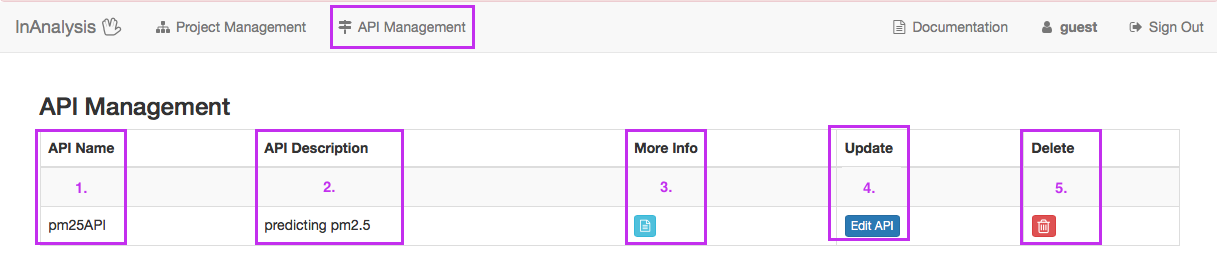 InAnalysis Project Management API Management Documentation guest Sign Out
API Management
API Name API Description More Info Update Delete
1. 2. 3. 4. 5.
pm25API predicting pm2.5 Edit API